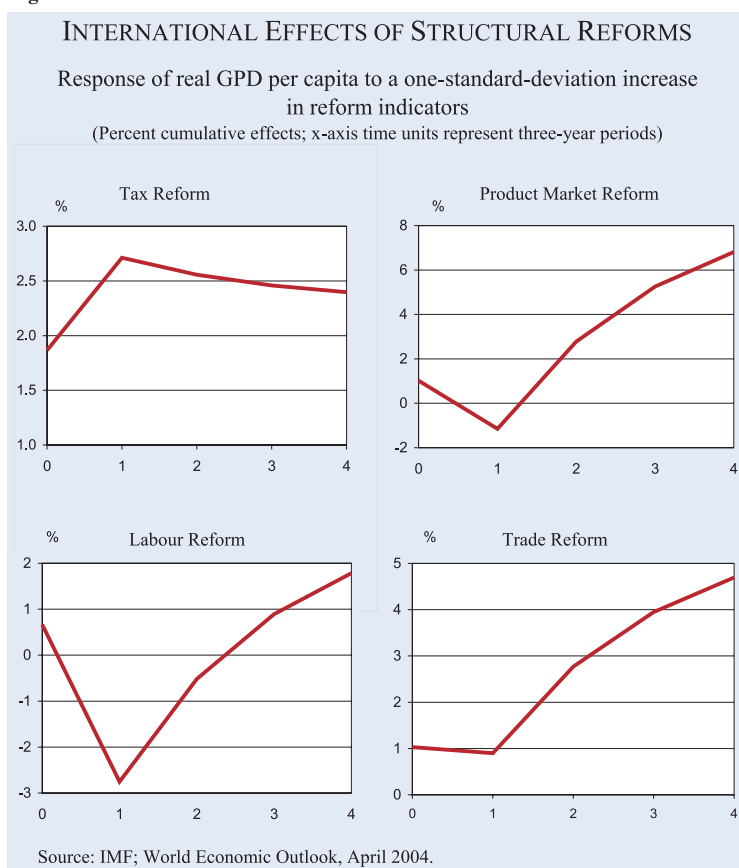 INTERNATIONAL EFFECTS OF STRUCTURAL REFORMS
Response of real GPD per capita to a one-standard-deviation increase
in reform indicators
(Percent cumulative effects; x-axis time units represent three-year periods)
Tax Reform
%
3.0
2.5
2.0
1.5
1.0
0 1 2 3 4
Product Market Reform
%
8
6
4
2
0
-2
0 1 2 3 4
Labour Reform
%
2
1
0
-1
-2
-3
0 1 2 3 4
Trade Reform
%
5
4
3
2
1
0
0 1 2 3 4
Source: IMF; World Economic Outlook, April 2004.